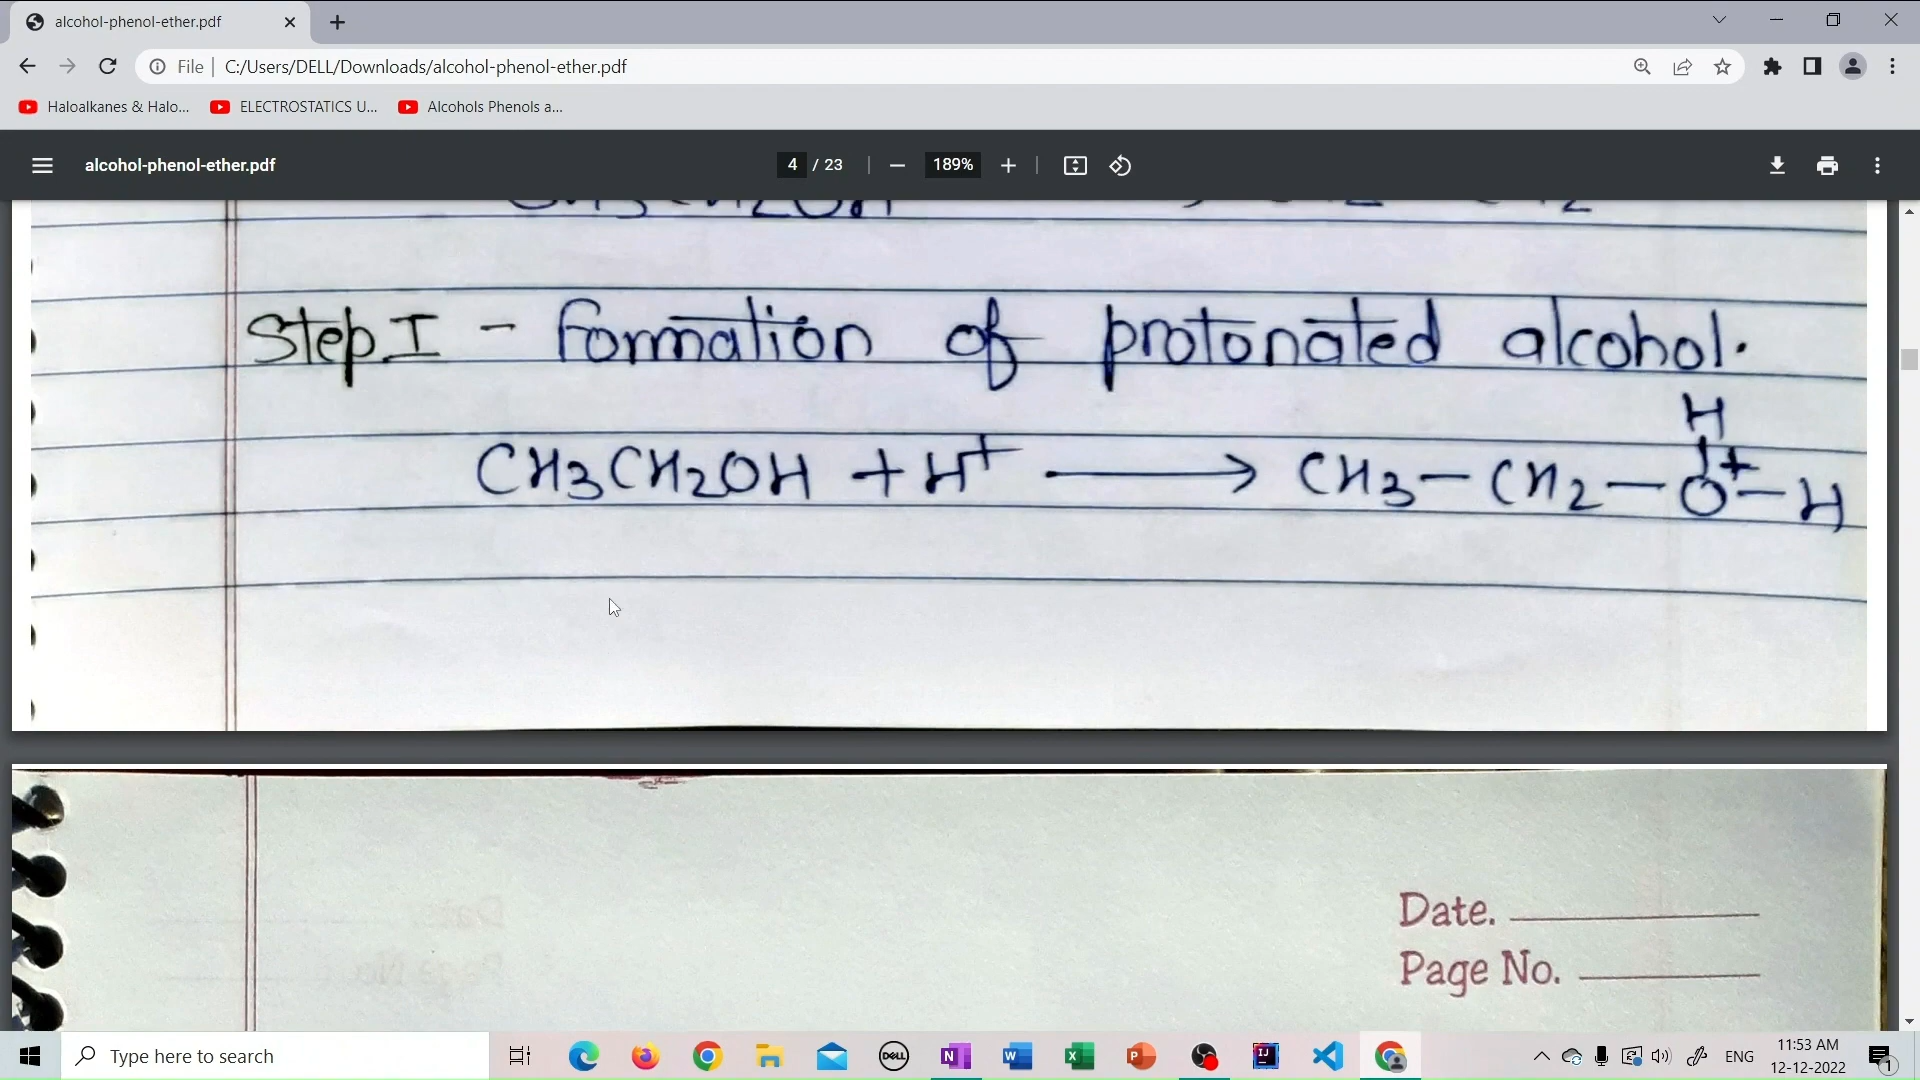 alcohol-phenol-ether.pdf
File | C:/Users/DELL/Downloads/alcohol-phenol-ether.pdf
Haloalkanes & Halo... ELECTROSTATICS U... Alcohols Phenols a...
alcohol-phenol-ether.pdf 4 / 23 189%
Step I - Formation of protonated alcohol.
H
CH3CH2OH + H+ ⟶ CH3 - CH2 - O+ - H
Date.
Page No.
Type here to search
DELL
ENG
11:53 AM
12-12-2022
1